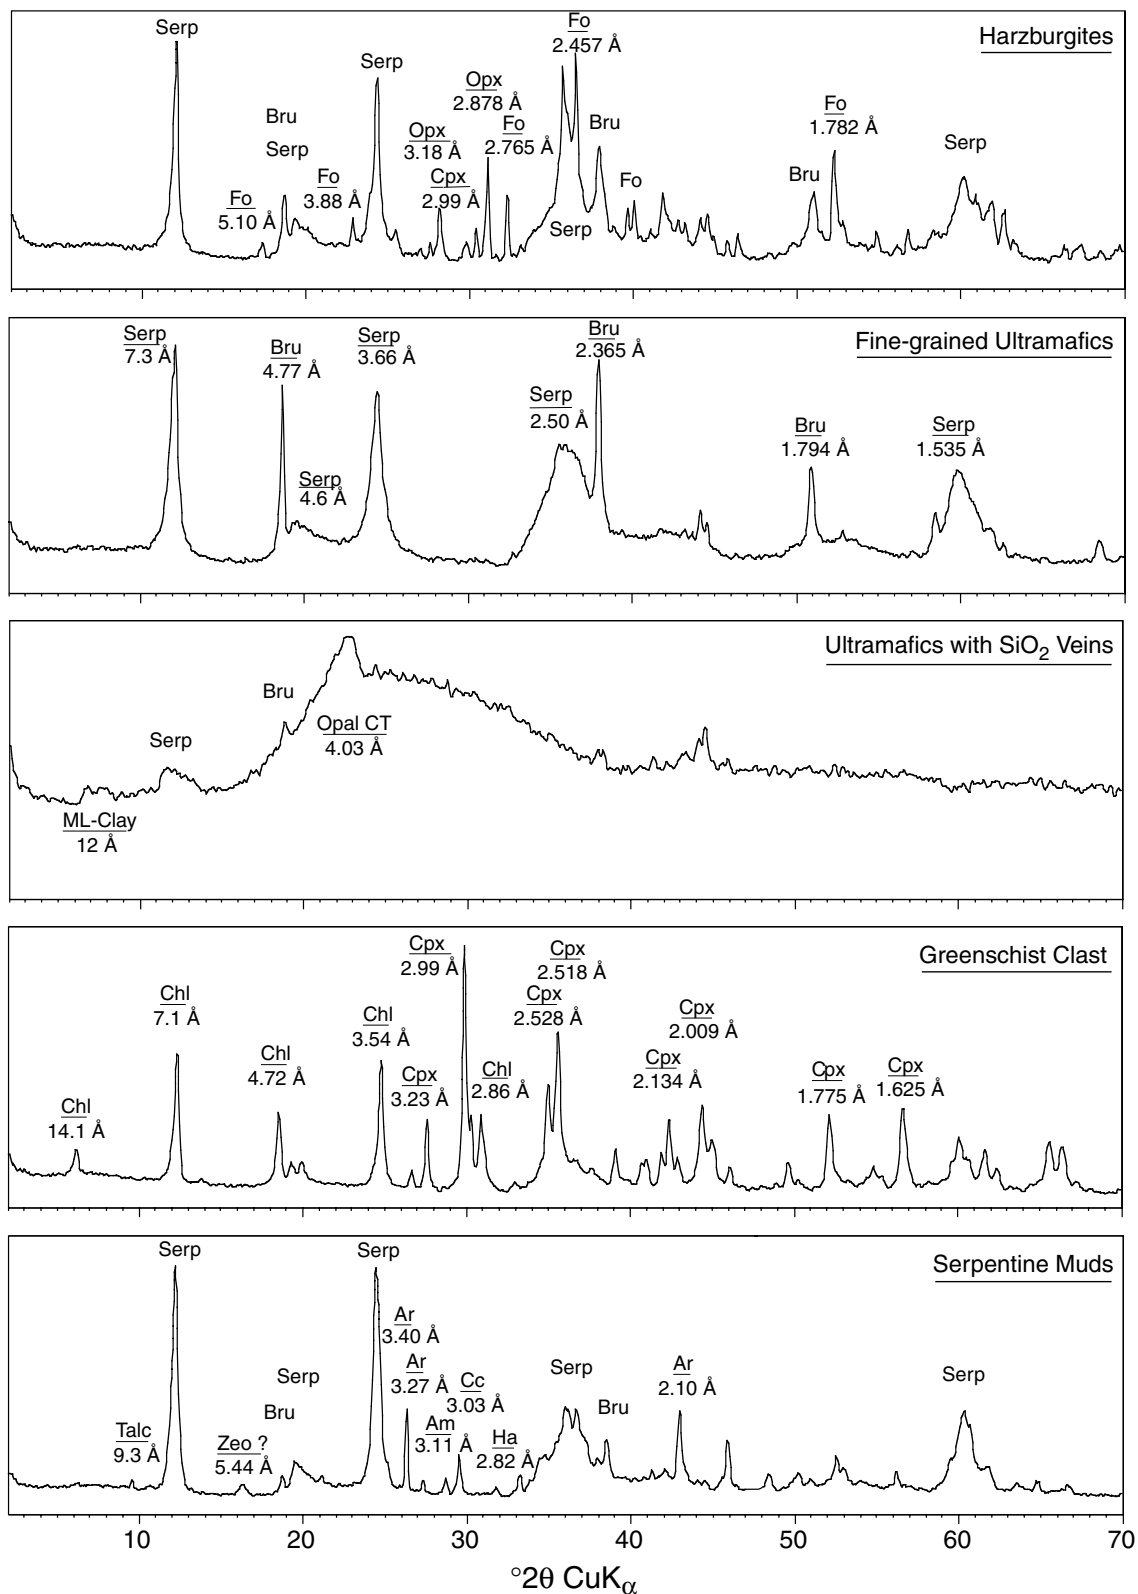 Harzburgites
Serp
Bru
Serp
Fo
5.10 Å
Fo
3.88 Å
Serp
Opx
3.18 Å
Cpx
2.99 Å
Opx
2.878 Å
Fo
2.765 Å
Fo
2.457 Å
Serp
Bru
Fo
Bru
Fo
1.782 Å
Serp
Fine-grained Ultramafics
Serp
7.3 Å
Bru
4.77 Å
Serp
4.6 Å
Serp
3.66 Å
Serp
2.50 Å
Bru
2.365 Å
Bru
1.794 Å
Serp
1.535 Å
Ultramafics with SiO₂ Veins
ML-Clay
12 Å
Serp
Bru
Opal CT
4.03 Å
Greenschist Clast
Chl
14.1 Å
Chl
7.1 Å
Chl
4.72 Å
Chl
3.54 Å
Cpx
3.23 Å
Cpx
2.99 Å
Chl
2.86 Å
Cpx
2.528 Å
Cpx
2.518 Å
Cpx
2.134 Å
Cpx
2.009 Å
Cpx
1.775 Å
Cpx
1.625 Å
Serpentine Muds
Talc
9.3 Å
Serp
Zeo ?
5.44 Å
Bru
Serp
Serp
Ar
3.40 Å
Ar
3.27 Å
Am
3.11 Å
Cc
3.03 Å
Ha
2.82 Å
Serp
Bru
Ar
2.10 Å
Serp
10 20 30 40 50 60 70
°2θ CuKα